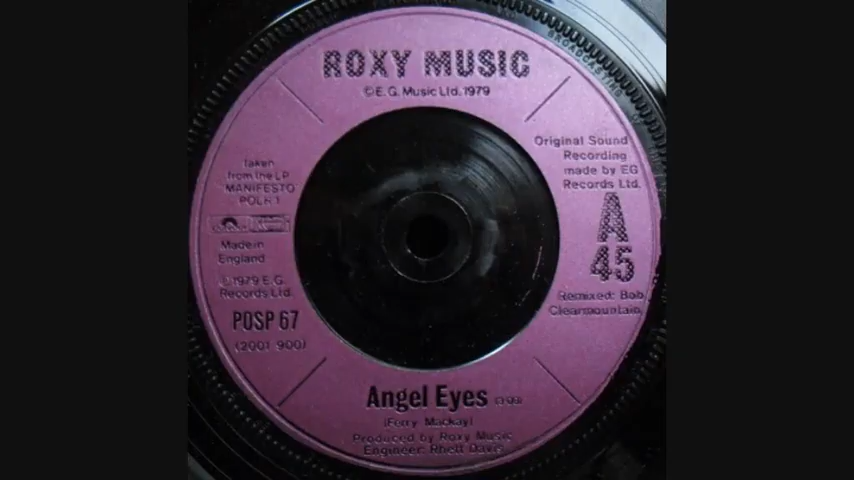 BROADCASTING
ROXY MUSIC
©E.G. Music Ltd. 1979
Taken
from the LP
'MANIFESTO'
POLH 1
Made in
England
℗1979 E.G.
Records Ltd.
POSP 67
(2001 900)
Original Sound
Recording
made by EG
Records Ltd.
A
45
Remixed: Bob
Clearmountain
Angel Eyes
(Ferry Mackay)
Produced by Roxy Music
Engineer: Rhett Davis